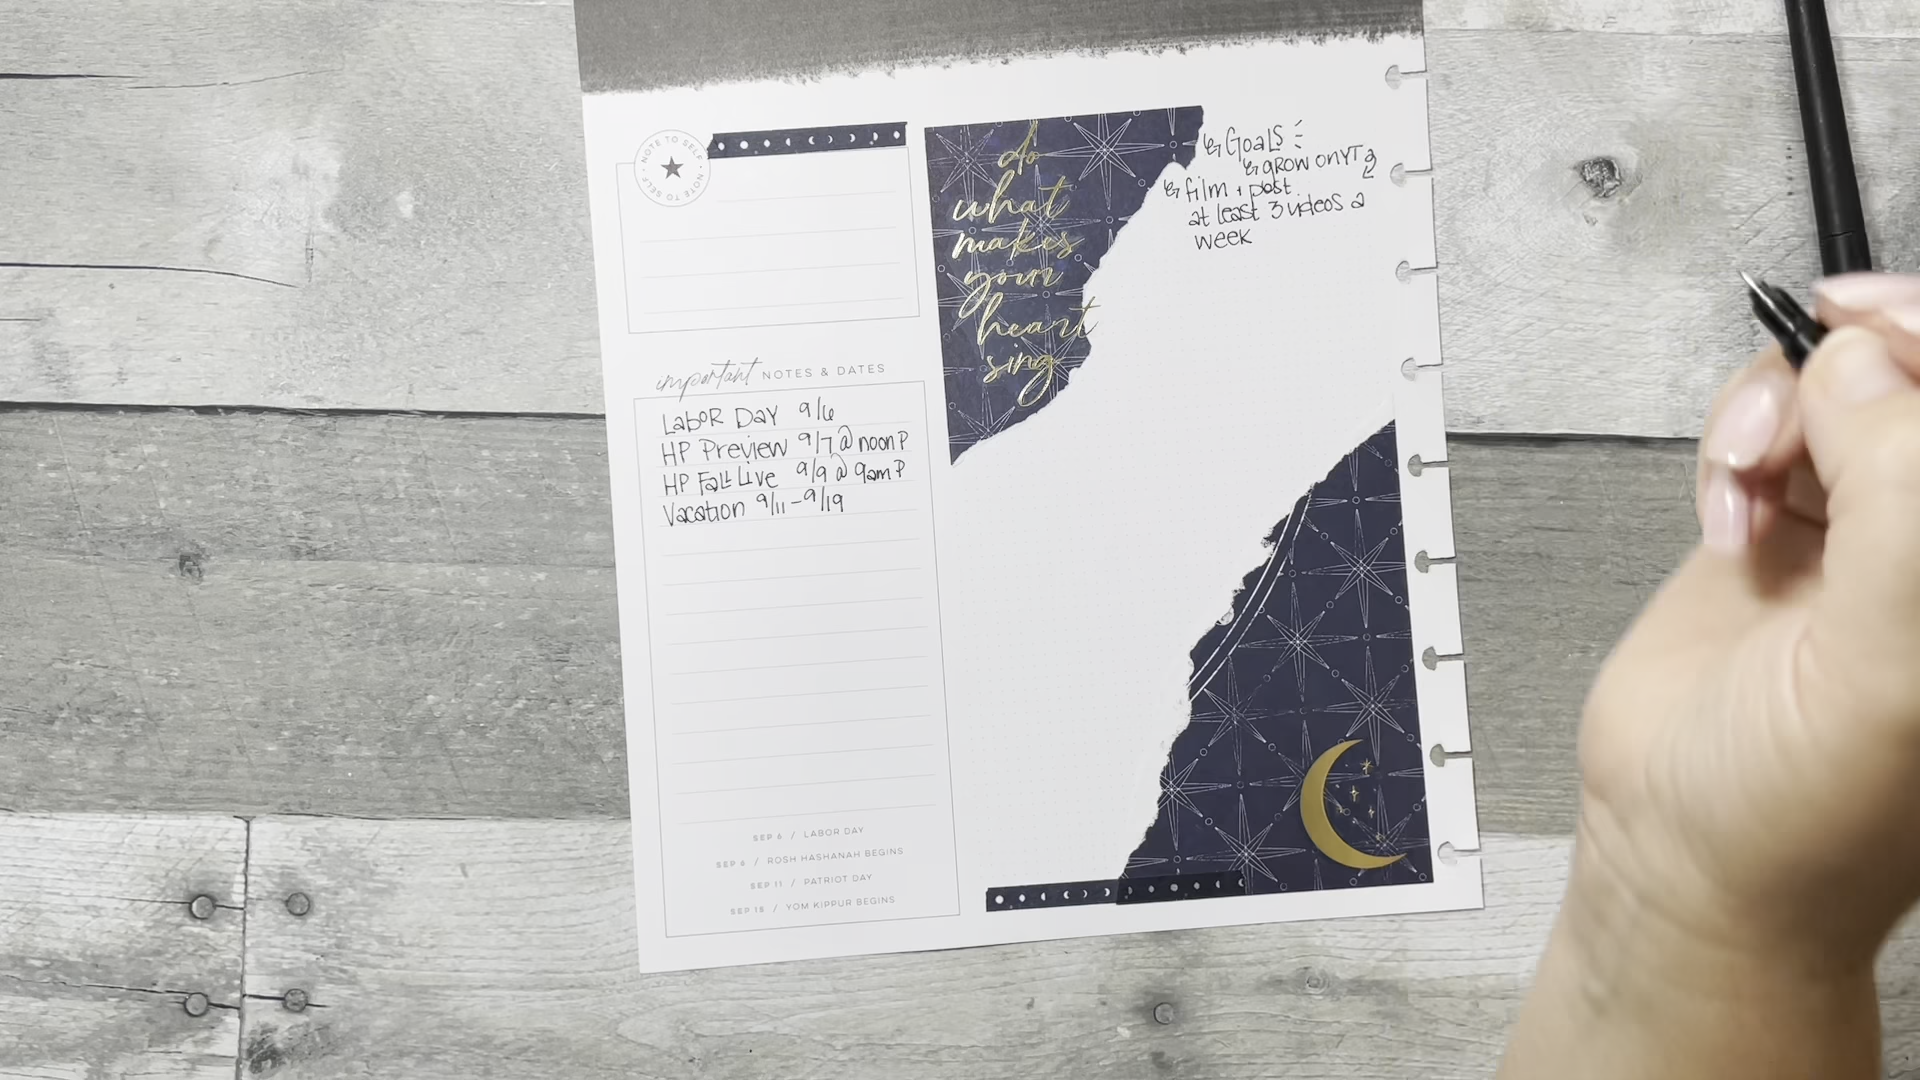 NOTE TO SELF NOTE TO SELF
important NOTES & DATES
LABOR DAY 9/6
HP Preview 9/7 @ noon P
HP FALL LIVE 9/9 @ 9am P
Vacation 9/11 - 9/19
SEP 6 / LABOR DAY
SEP 6 / ROSH HASHANAH BEGINS
SEP 11 / PATRIOT DAY
SEP 15 / YOM KIPPUR BEGINS
do
what
makes
your
heart
sing
GOALS
grow on YT
film + post
at least 3 videos a
week